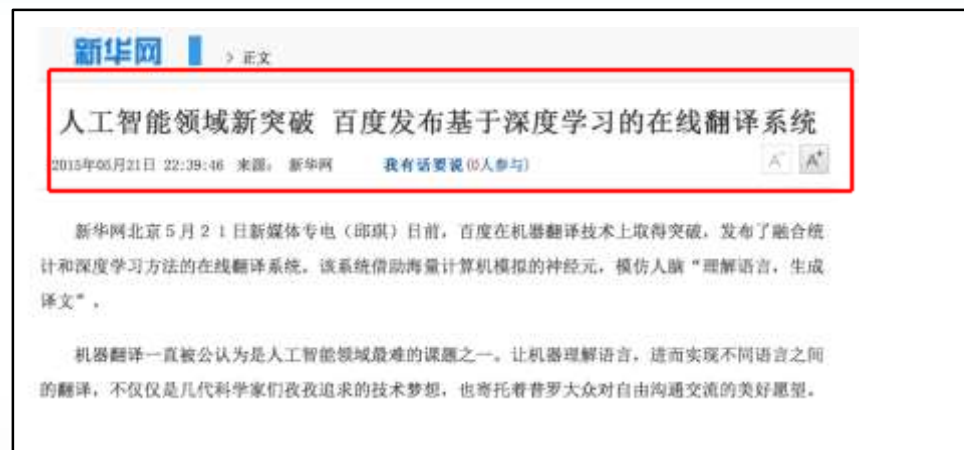 新华网 > 正文
人工智能领域新突破 百度发布基于深度学习的在线翻译系统
2015年05月21日 22:39:46 来源: 新华网 我有话要说(0人参与) A- A+
新华网北京5月21日新媒体专电(邱琪)日前,百度在机器翻译技术上取得突破,发布了融合统
计和深度学习方法的在线翻译系统。该系统借助海量计算机模拟的神经元,模仿人脑“理解语言,生成
译文”。
机器翻译一直被公认为是人工智能领域最难的课题之一。让机器理解语言,进而实现不同语言之间
的翻译,不仅仅是几代科学家们孜孜追求的技术梦想,也寄托着普罗大众对自由沟通交流的美好愿望。